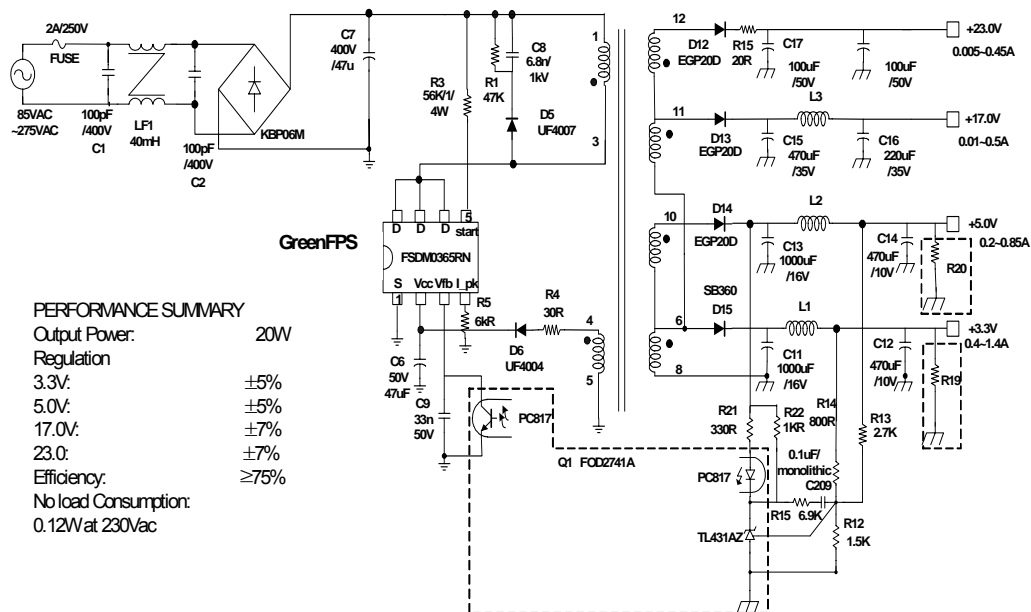 2A/250V
FUSE
85VAC
~275VAC
100pF
/400V
C1
LF1
40mH
100pF
/400V
C2
KBP06M
C7
400V
/47u
R3
56K/1/
4W
R1
47K
C8
6.8n/
1kV
D5
UF4007
1
3
12
D12
EGP20D
R15
20R
C17
100uF
/50V
100uF
/50V
+23.0V
0.005~0.45A
11
D13
EGP20D
L3
C15
470uF
/35V
C16
220uF
/35V
+17.0V
0.01~0.5A
10
D14
EGP20D
L2
C13
1000uF
/16V
C14
470uF
/10V
R20
+5.0V
0.2~0.85A
SB360
D15
6
8
L1
C11
1000uF
/16V
C12
470uF
/10V
R19
+3.3V
0.4~1.4A
GreenFPS
D D D
5
start
FSDM0365RN
S Vcc Vfb I_pk
1
R5
6kR
R4
30R
D6
UF4004
4
5
C6
50V
47uF
C9
33n
50V
PC817
Q1 FOD2741A
R21
330R
R22
1KR
R14
800R
R13
2.7K
PC817
0.1uF/
monolithic
C209
R15
6.9K
R12
1.5K
TL431AZ
PERFORMANCE SUMMARY
Output Power: 20W
Regulation
3.3V: ±5%
5.0V: ±5%
17.0V: ±7%
23.0: ±7%
Efficiency: ≥75%
No load Consumption:
0.12W at 230Vac